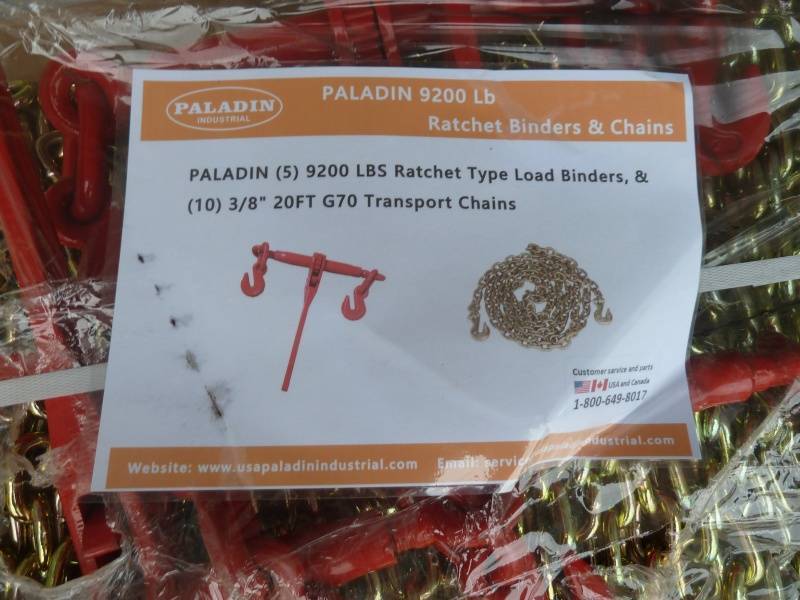 PALADIN
INDUSTRIAL
PALADIN 9200 Lb
Ratchet Binders & Chains
PALADIN (5) 9200 LBS Ratchet Type Load Binders, &
(10) 3/8" 20FT G70 Transport Chains
Customer service and parts
USA and Canada
1-800-649-8017
Website: www.usapaladinindustrial.com Email: